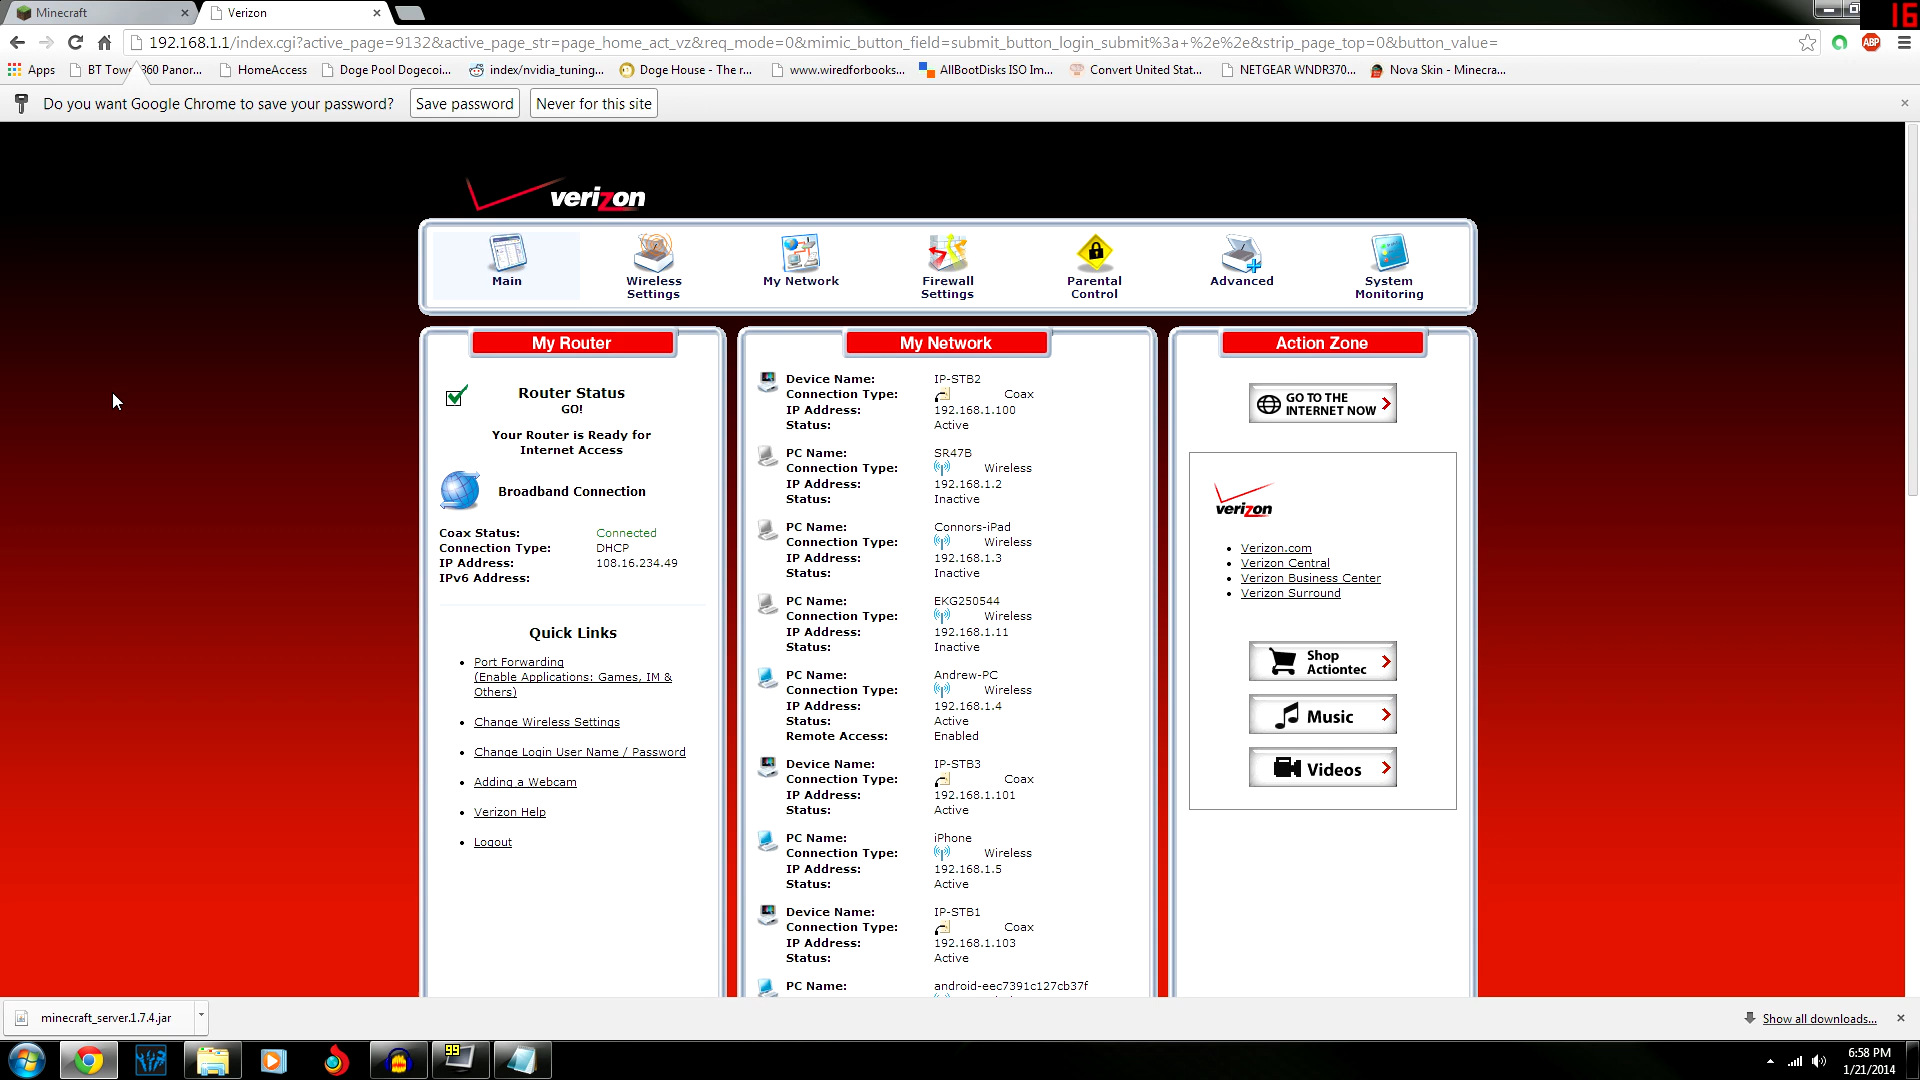 Minecraft
Verizon
16
192.168.1.1/index.cgi?active_page=9132&active_page_str=page_home_act_vz&req_mode=0&mimic_button_field=submit_button_login_submit%3a+%2e%2e&strip_page_top=0&button_value=
ABP
Apps
BT Tow 360 Panor...
HomeAccess
Doge Pool Dogecoi...
index/nvidia_tuning...
Doge House - The r...
www.wiredforbooks...
AllBootDisks ISO Im...
Convert United Stat...
NETGEAR WNDR370...
Nova Skin - Minecra...
Do you want Google Chrome to save your password?
Save password
Never for this site
verizon
Main
Wireless
Settings
My Network
Firewall
Settings
Parental
Control
Advanced
System
Monitoring
My Router
Router Status
GO!
Your Router is Ready for
Internet Access
Broadband Connection
Coax Status: Connected
Connection Type: DHCP
IP Address: 108.16.234.49
IPv6 Address:
Quick Links
Port Forwarding
(Enable Applications: Games, IM &
Others)
Change Wireless Settings
Change Login User Name / Password
Adding a Webcam
Verizon Help
Logout
My Network
Device Name: IP-STB2
Connection Type: Coax
IP Address: 192.168.1.100
Status: Active
PC Name: SR47B
Connection Type: Wireless
IP Address: 192.168.1.2
Status: Inactive
PC Name: Connors-iPad
Connection Type: Wireless
IP Address: 192.168.1.3
Status: Inactive
PC Name: EKG250544
Connection Type: Wireless
IP Address: 192.168.1.11
Status: Inactive
PC Name: Andrew-PC
Connection Type: Wireless
IP Address: 192.168.1.4
Status: Active
Remote Access: Enabled
Device Name: IP-STB3
Connection Type: Coax
IP Address: 192.168.1.101
Status: Active
PC Name: iPhone
Connection Type: Wireless
IP Address: 192.168.1.5
Status: Active
Device Name: IP-STB1
Connection Type: Coax
IP Address: 192.168.1.103
Status: Active
PC Name: android-eec7391c127cb37f
Action Zone
GO TO THE
INTERNET NOW
verizon
Verizon.com
Verizon Central
Verizon Business Center
Verizon Surround
Shop
Actiontec
Music
Videos
minecraft_server.1.7.4.jar
Show all downloads...
99
6:58 PM
1/21/2014